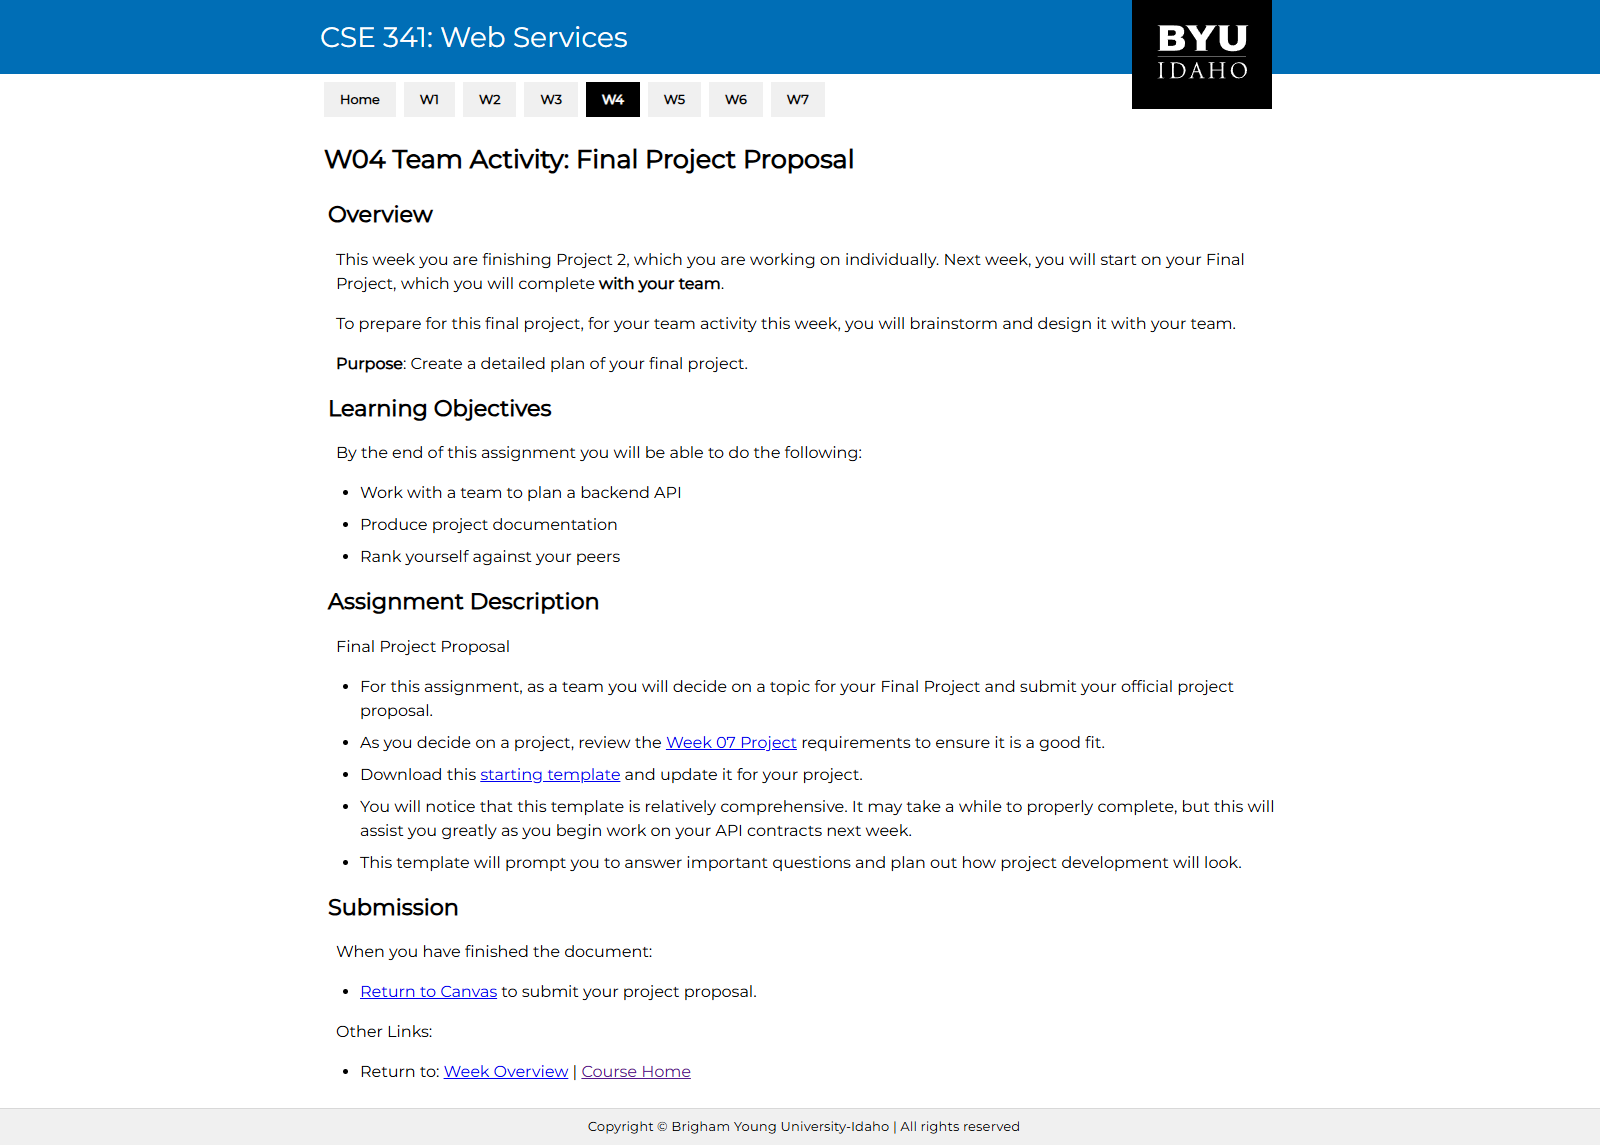 CSE 341: Web Services
BYU
IDAHO
Home W1 W2 W3 W4 W5 W6 W7
W04 Team Activity: Final Project Proposal
Overview
This week you are finishing Project 2, which you are working on individually. Next week, you will start on your Final
Project, which you will complete with your team.
To prepare for this final project, for your team activity this week, you will brainstorm and design it with your team.
Purpose: Create a detailed plan of your final project.
Learning Objectives
By the end of this assignment you will be able to do the following:
• Work with a team to plan a backend API
• Produce project documentation
• Rank yourself against your peers
Assignment Description
Final Project Proposal
• For this assignment, as a team you will decide on a topic for your Final Project and submit your official project
proposal.
• As you decide on a project, review the Week 07 Project requirements to ensure it is a good fit.
• Download this starting template and update it for your project.
• You will notice that this template is relatively comprehensive. It may take a while to properly complete, but this will
assist you greatly as you begin work on your API contracts next week.
• This template will prompt you to answer important questions and plan out how project development will look.
Submission
When you have finished the document:
• Return to Canvas to submit your project proposal.
Other Links:
• Return to: Week Overview | Course Home
Copyright © Brigham Young University-Idaho | All rights reserved